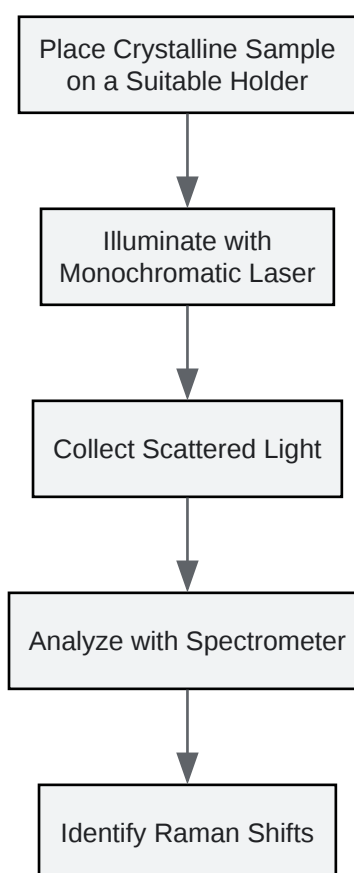 Place Crystalline Sample
on a Suitable Holder
Illuminate with
Monochromatic Laser
Collect Scattered Light
Analyze with Spectrometer
Identify Raman Shifts